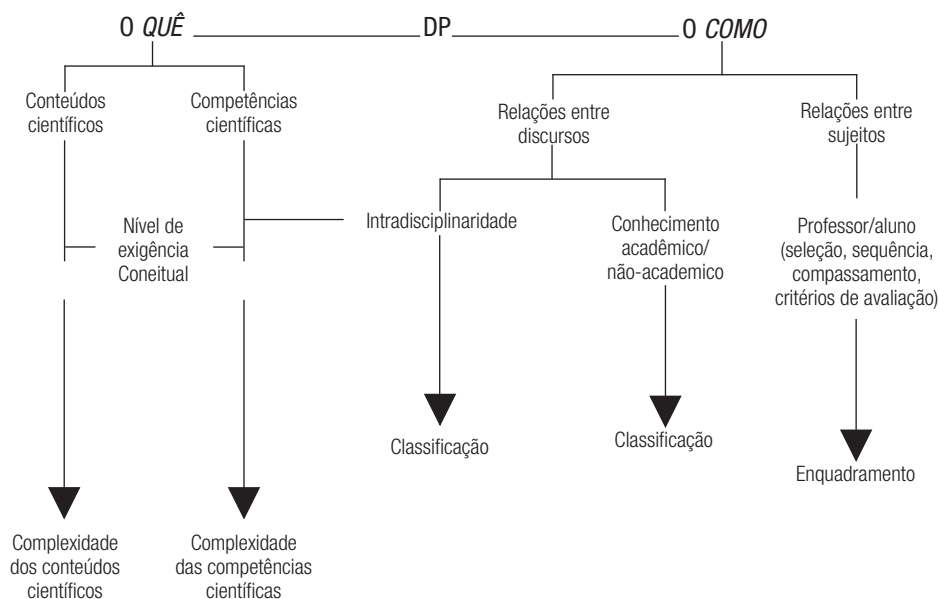 O QUÊ DP O COMO
Conteúdos
científicos
Competências
científicas
Relações entre
discursos
Relações entre
sujeitos
Nível de
exigência
Coneitual
Intradisciplinaridade
Conhecimento
acadêmico/
não-academico
Professor/aluno
(seleção, sequência,
compassamento,
critérios de avaliação)
Classificação
Classificação
Enquadramento
Complexidade
dos conteúdos
científicos
Complexidade
das competências
científicas